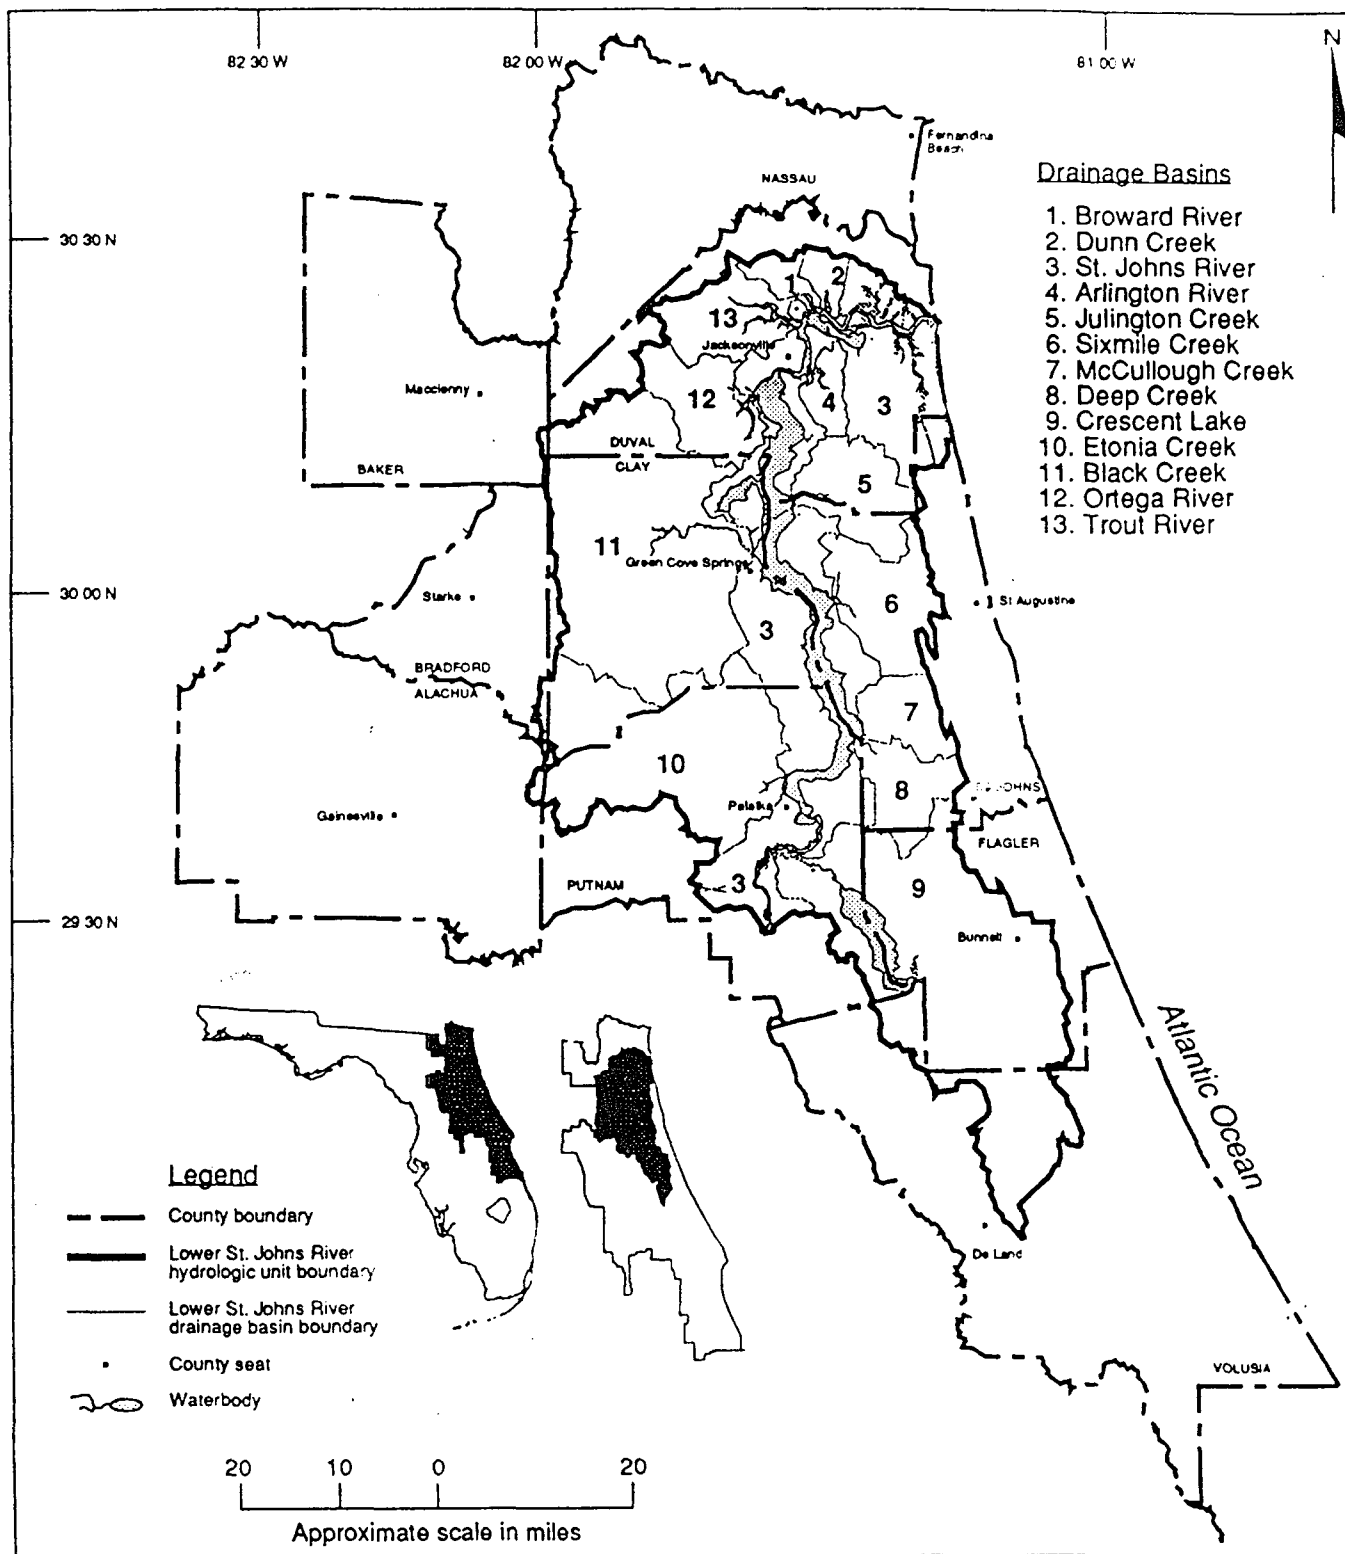 82 30 W
82 00 W
81 00 W
N
Fernandina
Beach
NASSAU
Drainage Basins
1. Broward River
2. Dunn Creek
3. St. Johns River
4. Arlington River
5. Julington Creek
6. Sixmile Creek
7. McCullough Creek
8. Deep Creek
9. Crescent Lake
10. Etonia Creek
11. Black Creek
12. Ortega River
13. Trout River
30 30 N
1
2
13
Jacksonville
Macclenny
12
4
3
DUVAL
CLAY
BAKER
5
11
Green Cove Springs
30 00 N
Starke
6
St Augustine
3
BRADFORD
ALACHUA
7
10
8
ST JOHNS
Palatka
Gainesville
FLAGLER
PUTNAM
3
9
29 30 N
Bunnell
Atlantic Ocean
De Land
VOLUSIA
Legend
County boundary
Lower St. Johns River
hydrologic unit boundary
Lower St. Johns River
drainage basin boundary
County seat
Waterbody
20 10 0 20
Approximate scale in miles